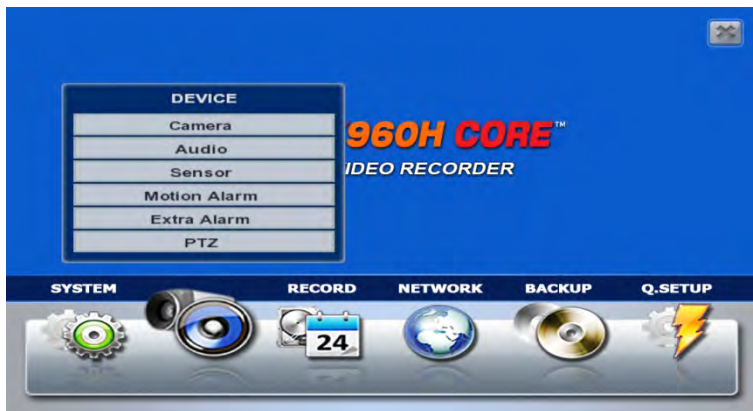 DEVICE
Camera
Audio
Sensor
Motion Alarm
Extra Alarm
PTZ
960H CORE™
IDEO RECORDER
SYSTEM RECORD NETWORK BACKUP Q.SETUP
24